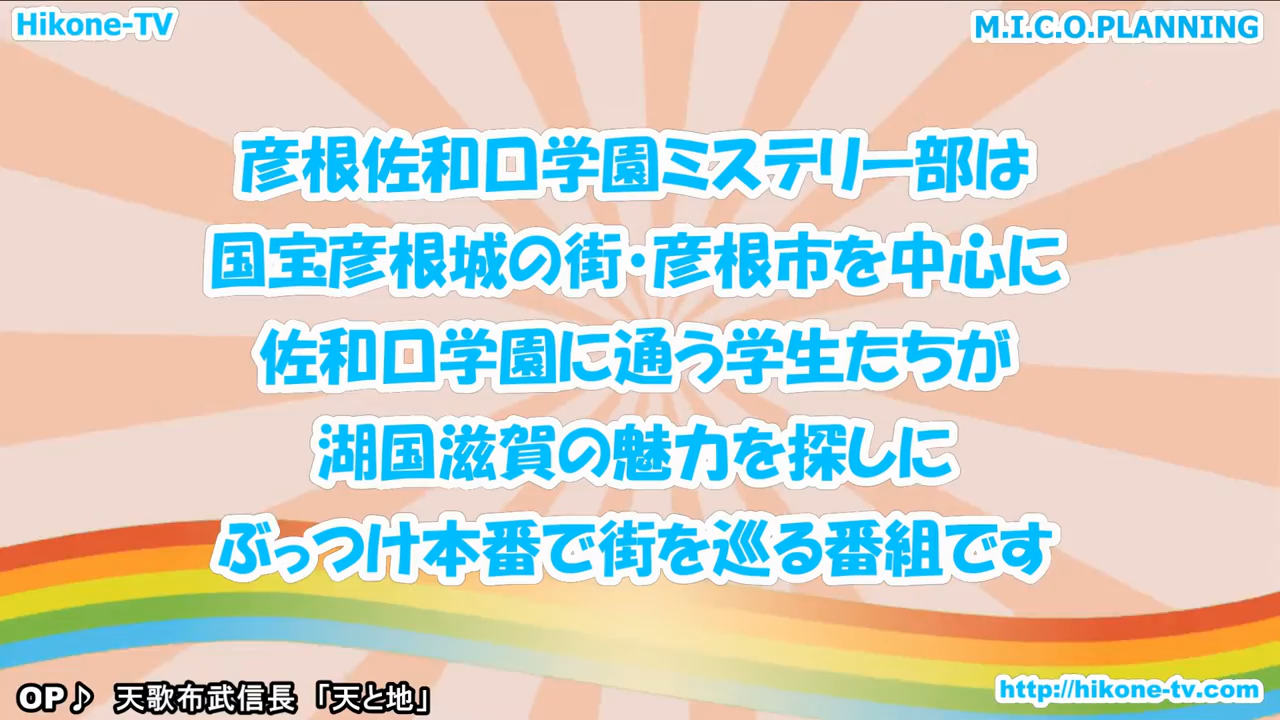 Hikone-TV
M.I.C.O.PLANNING
彦根佐和口学園ミステリー部は
国宝彦根城の街・彦根市を中心に
佐和口学園に通う学生たちが
湖国滋賀の魅力を探しに
ぶっつけ本番で街を巡る番組です
OP♪ 天歌布武信長 「天と地」
http://hikone-tv.com